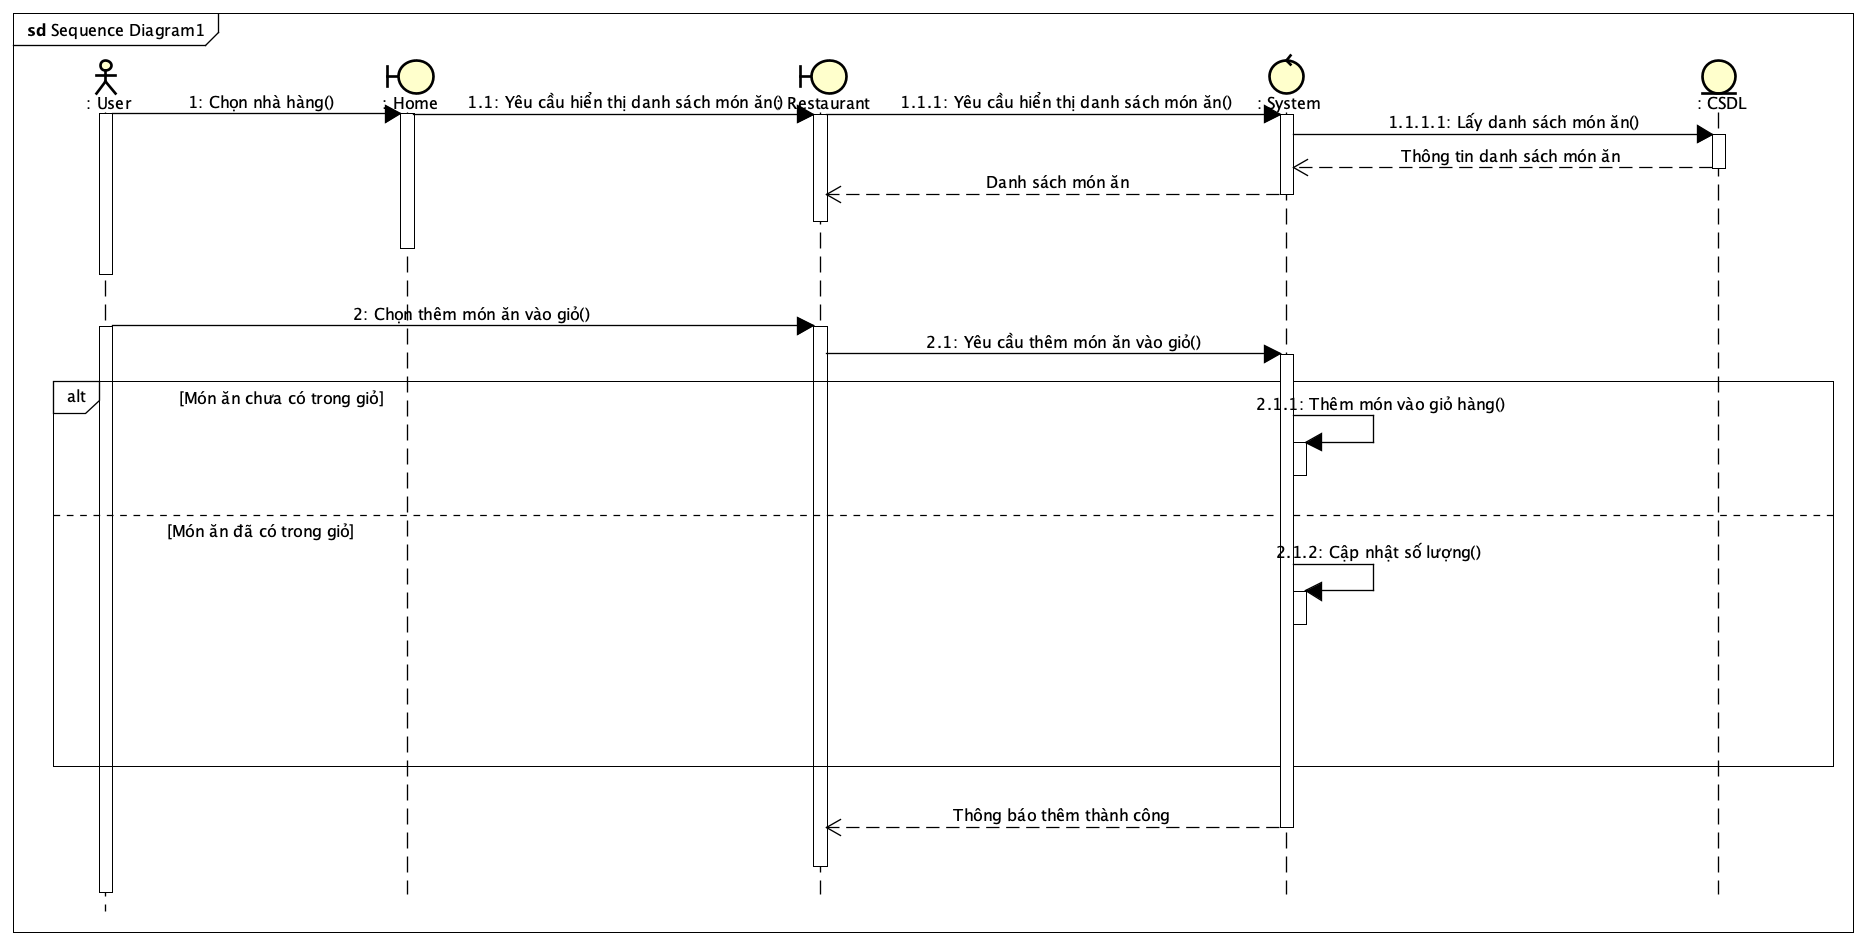 sd Sequence Diagram1
: User
: Home
: Restaurant
: System
: CSDL
1: Chọn nhà hàng()
1.1: Yêu cầu hiển thị danh sách món ăn()
1.1.1: Yêu cầu hiển thị danh sách món ăn()
1.1.1.1: Lấy danh sách món ăn()
Thông tin danh sách món ăn
Danh sách món ăn
2: Chọn thêm món ăn vào giỏ()
2.1: Yêu cầu thêm món ăn vào giỏ()
alt
[Món ăn chưa có trong giỏ]
2.1.1: Thêm món vào giỏ hàng()
[Món ăn đã có trong giỏ]
2.1.2: Cập nhật số lượng()
Thông báo thêm thành công